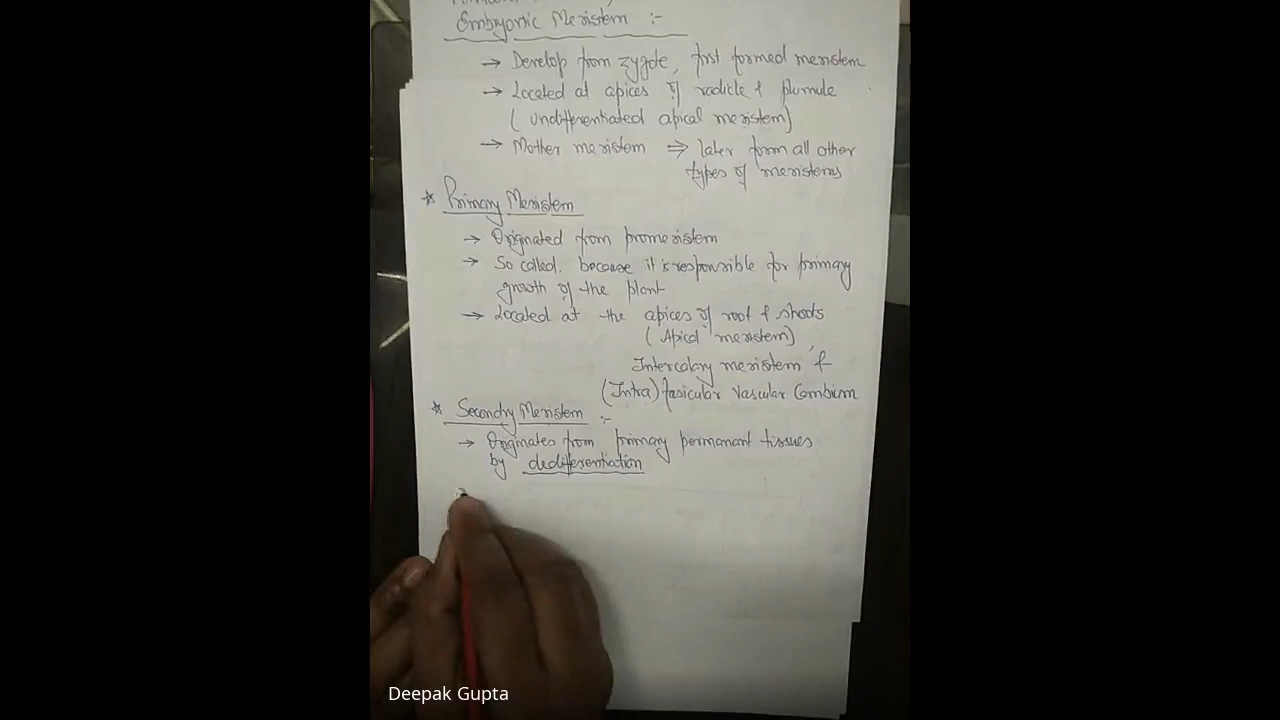 Embryonic Meristem :-
→ Develop from zygote, first formed meristem
→ Located at apices of radicle & plumule
(undifferentiated apical meristem)
→ Mother meristem ⇒ later form all other
types of meristems
* Primary Meristem
→ Originated from promeristem
→ So called, because it is responsible for primary
growth of the plant
→ Located at the apices of root & shoots
(Apical meristem),
Intercalary meristem &
(Intra) fasicular Vascular Cambium
* Secondry Meristem :-
→ Originates from primary permanant tissues
by dedifferentiation
Deepak Gupta